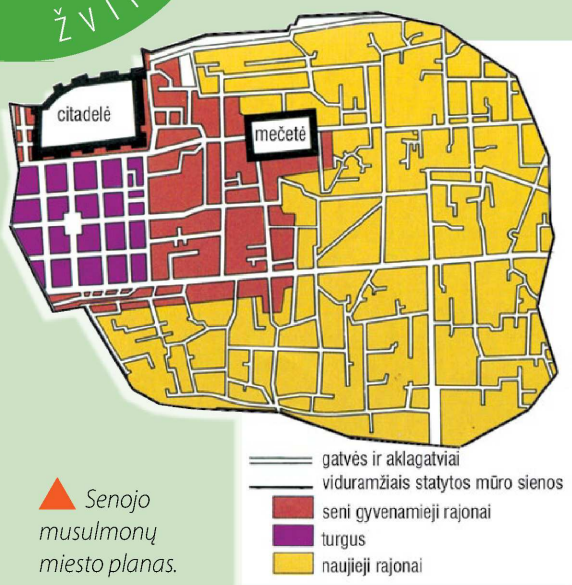 ŽVI
citadelė
mečetė
gatvės ir aklagatviai
viduramžiais statytos mūro sienos
seni gyvenamieji rajonai
turgus
naujieji rajonai
Senojo
musulmonų
miesto planas.